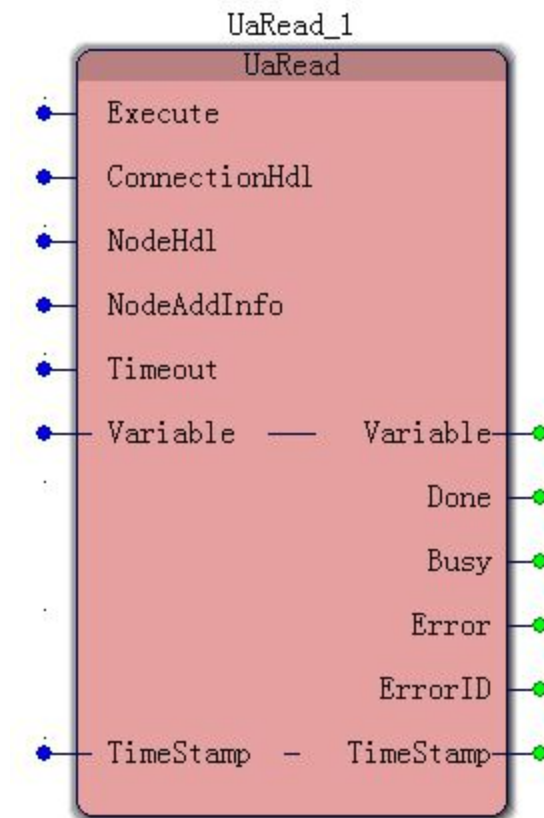 UaRead_1
UaRead
Execute
ConnectionHdl
NodeHdl
NodeAddInfo
Timeout
Variable Variable
Done
Busy
Error
ErrorID
TimeStamp TimeStamp